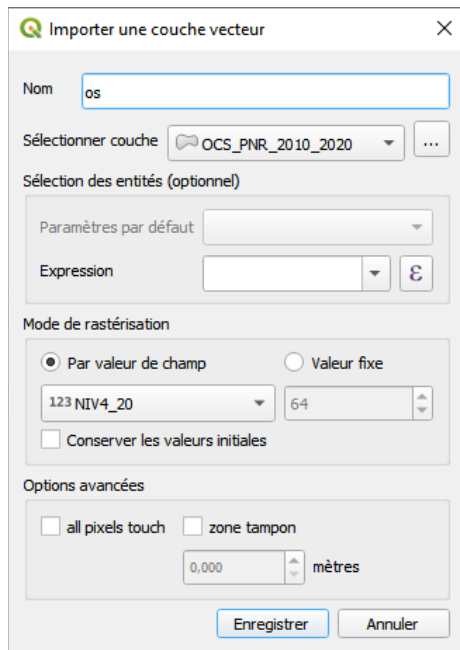 Importer une couche vecteur
Nom os
Sélectionner couche OCS_PNR_2010_2020 ...
Sélection des entités (optionnel)
Paramètres par défaut
Expression ε
Mode de rastérisation
Par valeur de champ Valeur fixe
123 NIV4_20 64
Conserver les valeurs initiales
Options avancées
all pixels touch zone tampon
0,000 mètres
Enregistrer Annuler